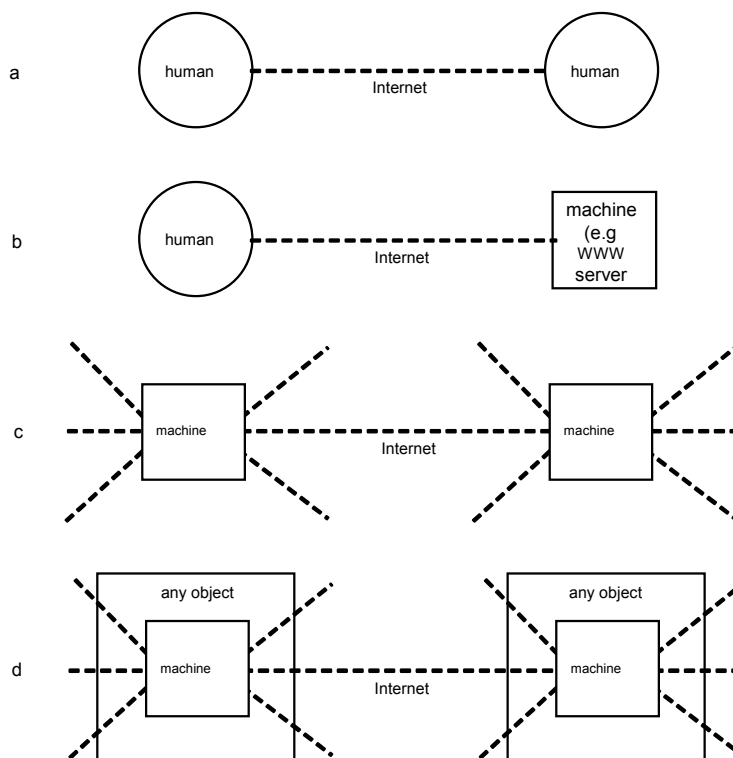 a
human
human
Internet
b
human
machine
(e.g
WWW
server
Internet
c
machine
machine
Internet
any object
any object
d
machine
machine
Internet